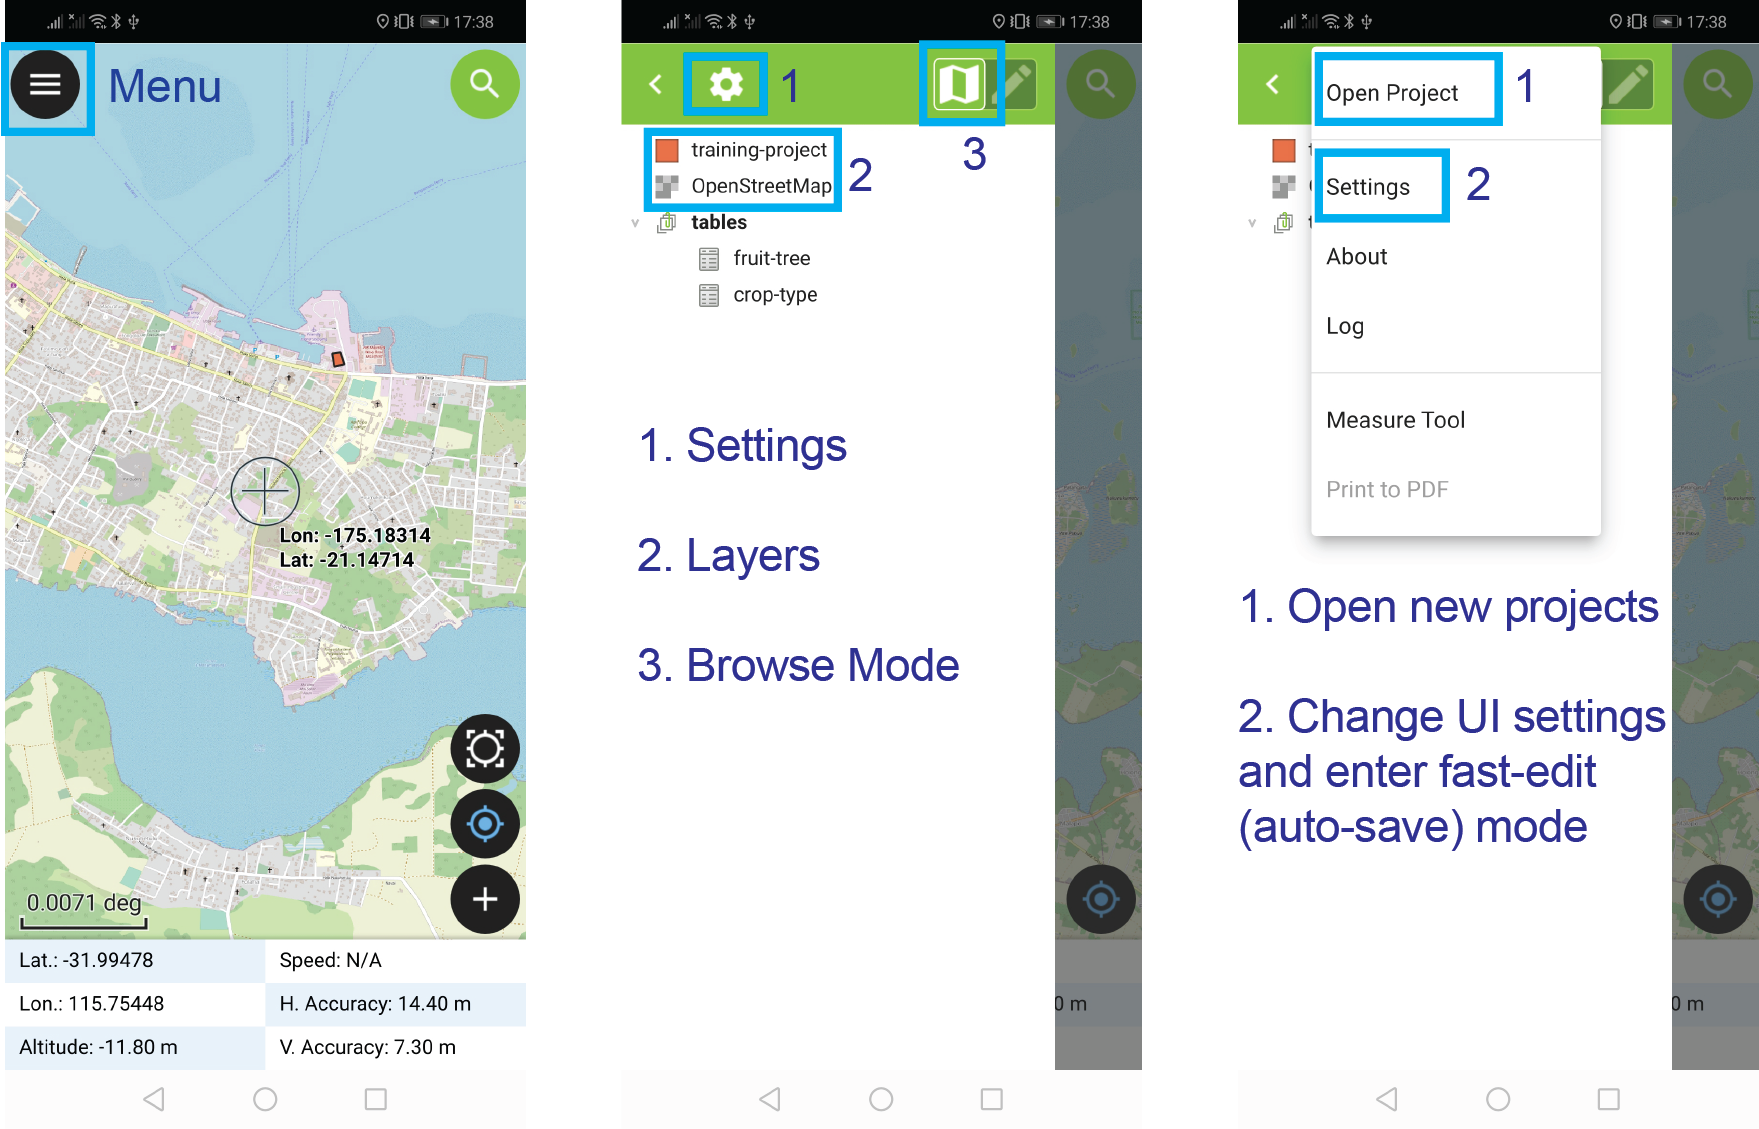 17:38
Menu
Lon: -175.18314
Lat: -21.14714
0.0071 deg
Lat.: -31.99478
Speed: N/A
Lon.: 115.75448
H. Accuracy: 14.40 m
Altitude: -11.80 m
V. Accuracy: 7.30 m
17:38
1
3
training-project
OpenStreetMap
2
tables
fruit-tree
crop-type
1. Settings
2. Layers
3. Browse Mode
0 m
17:38
Open Project
1
Settings
2
About
Log
Measure Tool
Print to PDF
1. Open new projects
2. Change UI settings
and enter fast-edit
(auto-save) mode
0 m